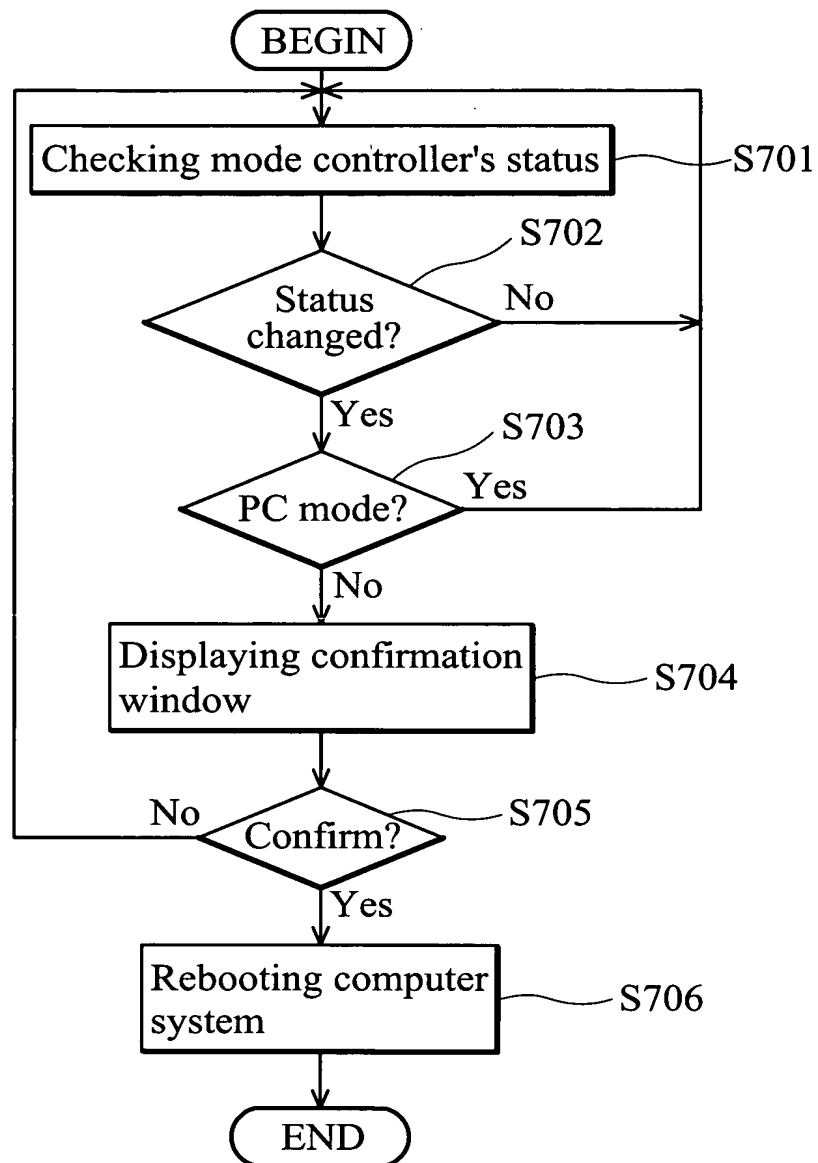 BEGIN
Checking mode controller's status
S701
S702
Status
changed?
No
Yes
S703
PC mode?
Yes
No
Displaying confirmation
window
S704
No
Confirm?
S705
Yes
Rebooting computer
system
S706
END